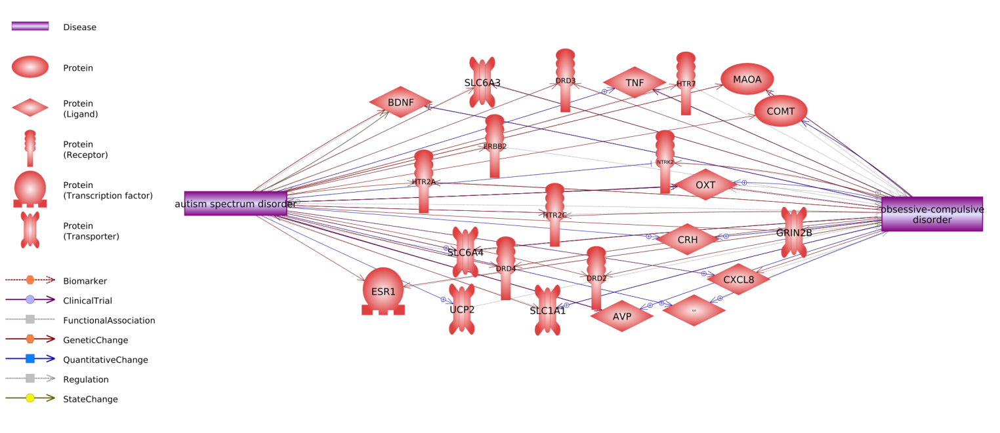 Disease
Protein
Protein
(Ligand)
Protein
(Receptor)
Protein
(Transcription factor)
Protein
(Transporter)
Biomarker
ClinicalTrial
FunctionalAssociation
GeneticChange
QuantitativeChange
Regulation
StateChange
autism spectrum disorder
BDNF
SLC6A3
DRD3
TNF
HTR7
MAOA
COMT
ERBB2
NTRK2
HTR2A
OXT
HTR2C
CRH
GRIN2B
SLC6A4
DRD4
DRD2
CXCL8
ESR1
UCP2
SLC1A1
AVP
obsessive-compulsive
disorder